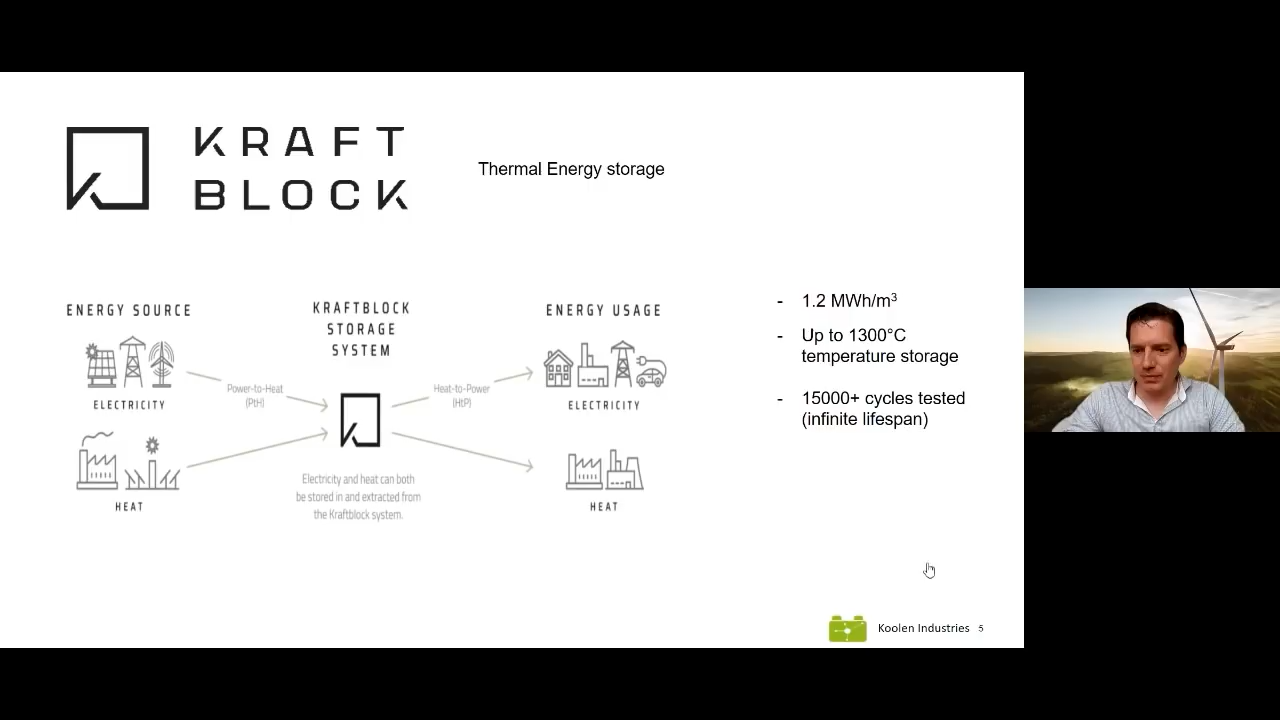 KRAFT
BLOCK
Thermal Energy storage
ENERGY SOURCE
ELECTRICITY
HEAT
Power-to-Heat
(PtH)
KRAFTBLOCK
STORAGE
SYSTEM
Electricity and heat can both
be stored in and extracted from
the Kraftblock system.
Heat-to-Power
(HtP)
ENERGY USAGE
ELECTRICITY
HEAT
- 1.2 MWh/m³
- Up to 1300°C
temperature storage
- 15000+ cycles tested
(infinite lifespan)
Koolen Industries 5